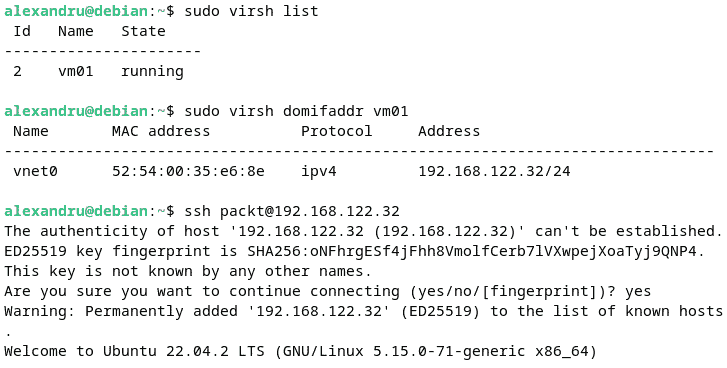 alexandru@debian:~$ sudo virsh list
 Id   Name   State
----------------------
 2    vm01   running
alexandru@debian:~$ sudo virsh domifaddr vm01
 Name       MAC address          Protocol     Address
-------------------------------------------------------------------------------
 vnet0      52:54:00:35:e6:8e    ipv4         192.168.122.32/24
alexandru@debian:~$ ssh packt@192.168.122.32
The authenticity of host '192.168.122.32 (192.168.122.32)' can't be established.
ED25519 key fingerprint is SHA256:oNFhrgESf4jFhh8VmolfCerb7lVXwpejXoaTyj9QNP4.
This key is not known by any other names.
Are you sure you want to continue connecting (yes/no/[fingerprint])? yes
Warning: Permanently added '192.168.122.32' (ED25519) to the list of known hosts
.
Welcome to Ubuntu 22.04.2 LTS (GNU/Linux 5.15.0-71-generic x86_64)